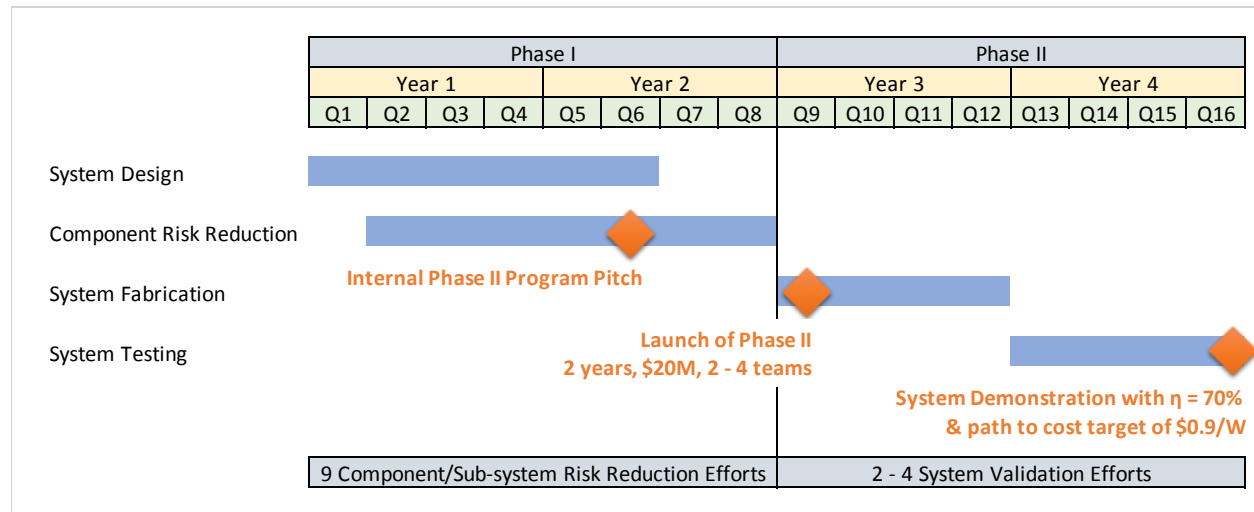 Phase I Phase II
Year 1 Year 2 Year 3 Year 4
Q1 Q2 Q3 Q4 Q5 Q6 Q7 Q8 Q9 Q10 Q11 Q12 Q13 Q14 Q15 Q16
System Design
Component Risk Reduction
Internal Phase II Program Pitch
System Fabrication
Launch of Phase II
2 years, $20M, 2 - 4 teams
System Testing
System Demonstration with η = 70%
& path to cost target of $0.9/W
9 Component/Sub-system Risk Reduction Efforts 2 - 4 System Validation Efforts